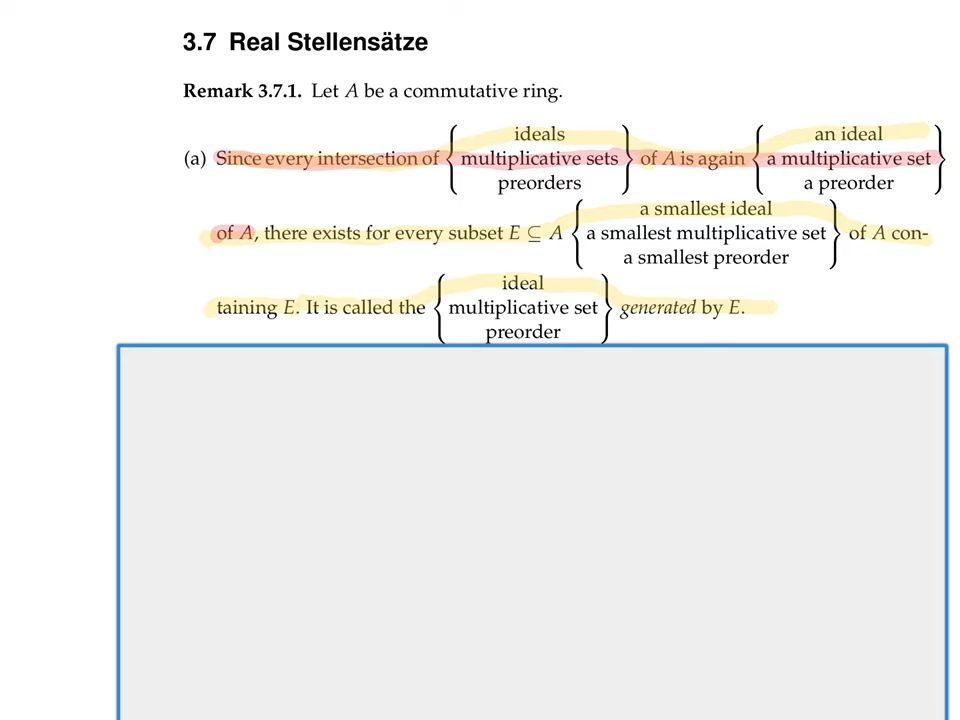 3.7 Real Stellensätze
Remark 3.7.1. Let A be a commutative ring.
(a) Since every intersection of { ideals / multiplicative sets / preorders } of A is again { an ideal / a multiplicative set / a preorder }
of A, there exists for every subset E ⊆ A { a smallest ideal / a smallest multiplicative set / a smallest preorder } of A con-
taining E. It is called the { ideal / multiplicative set / preorder } generated by E.